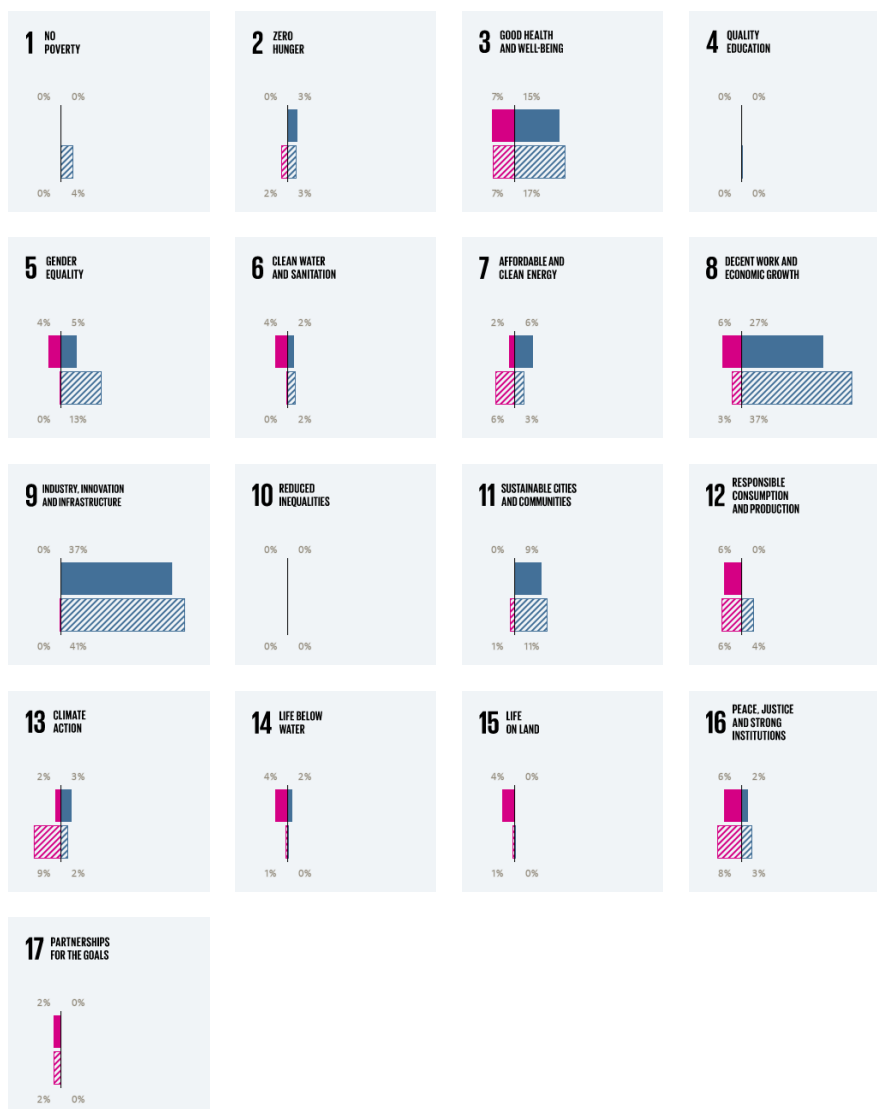 1 NO
POVERTY
0% 0%
0% 4%
2 ZERO
HUNGER
0% 3%
2% 3%
3 GOOD HEALTH
AND WELL-BEING
7% 15%
7% 17%
4 QUALITY
EDUCATION
0% 0%
0% 0%
5 GENDER
EQUALITY
4% 5%
0% 13%
6 CLEAN WATER
AND SANITATION
4% 2%
0% 2%
7 AFFORDABLE AND
CLEAN ENERGY
2% 6%
6% 3%
8 DECENT WORK AND
ECONOMIC GROWTH
6% 27%
3% 37%
9 INDUSTRY, INNOVATION
AND INFRASTRUCTURE
0% 37%
0% 41%
10 REDUCED
INEQUALITIES
0% 0%
0% 0%
11 SUSTAINABLE CITIES
AND COMMUNITIES
0% 9%
1% 11%
12 RESPONSIBLE
CONSUMPTION
AND PRODUCTION
6% 0%
6% 4%
13 CLIMATE
ACTION
2% 3%
9% 2%
14 LIFE BELOW
WATER
4% 2%
1% 0%
15 LIFE
ON LAND
4% 0%
1% 0%
16 PEACE, JUSTICE
AND STRONG
INSTITUTIONS
6% 2%
8% 3%
17 PARTNERSHIPS
FOR THE GOALS
2% 0%
2% 0%